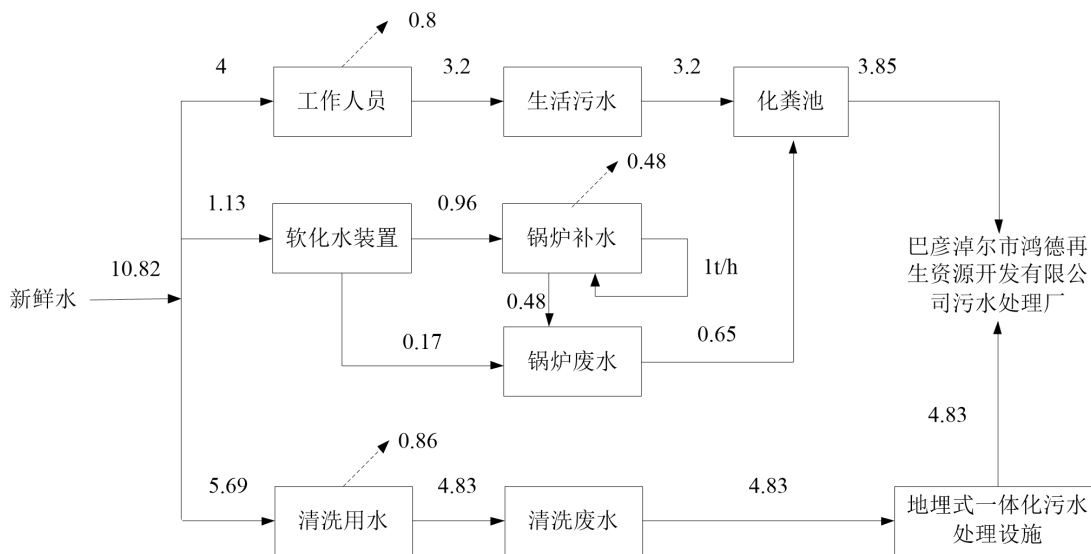 0.8
4
3.2
3.2
3.85
工作人员
生活污水
化粪池
0.48
1.13
0.96
软化水装置
锅炉补水
1t/h
巴彦淖尔市鸿德再
生资源开发有限公
司污水处理厂
10.82
新鲜水
0.48
0.17
0.65
锅炉废水
4.83
0.86
5.69
4.83
4.83
清洗用水
清洗废水
地埋式一体化污水
处理设施